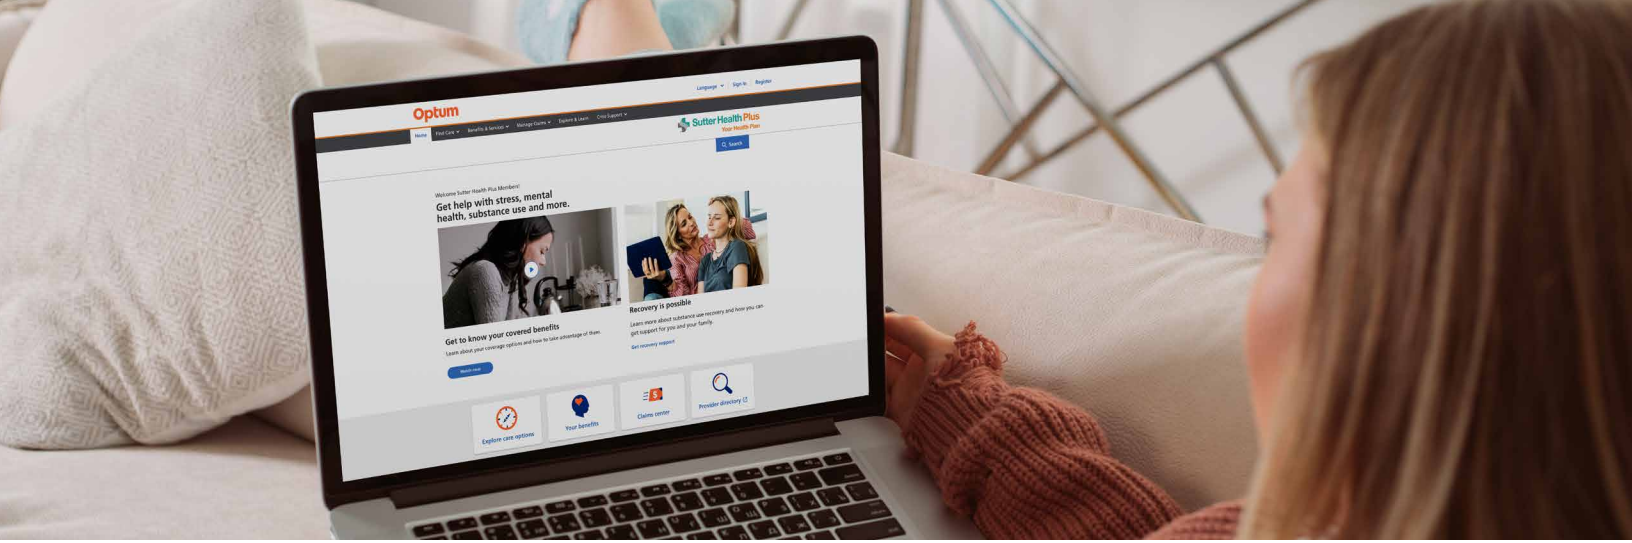 Optum
Language Sign In Register
Home Find Care Benefits & Services Manage Claims Explore & Learn Crisis Support
Sutter Health Plus
Your Health Plan
Search
Welcome Sutter Health Plus Members!
Get help with stress, mental
health, substance use and more.
Get to know your covered benefits
Learn about your coverage options and how to take advantage of them.
Watch now
Recovery is possible
Learn more about substance use recovery and how you can
get support for you and your family.
Get recovery support
Explore care options
Your benefits
$
Claims center
Provider directory